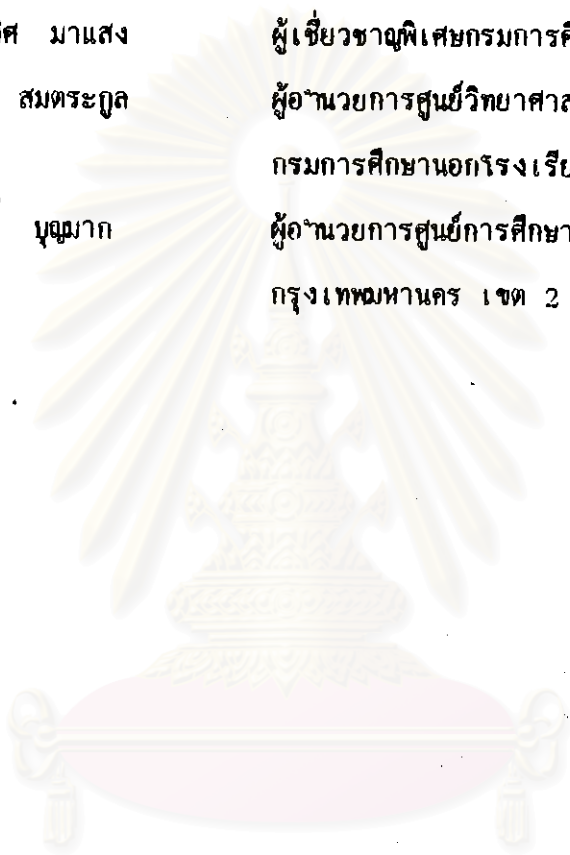 มาแสง ผู้เชี่ยวชาญพิเศษกรมการ
สมตระกูล ผู้อำนวยการศูนย์วิทยาศา
กรมการศึกษานอกโรงเรีย
บุญมาก ผู้อำนวยการศูนย์การศึกษา
กรุงเทพมหานคร เขต 2